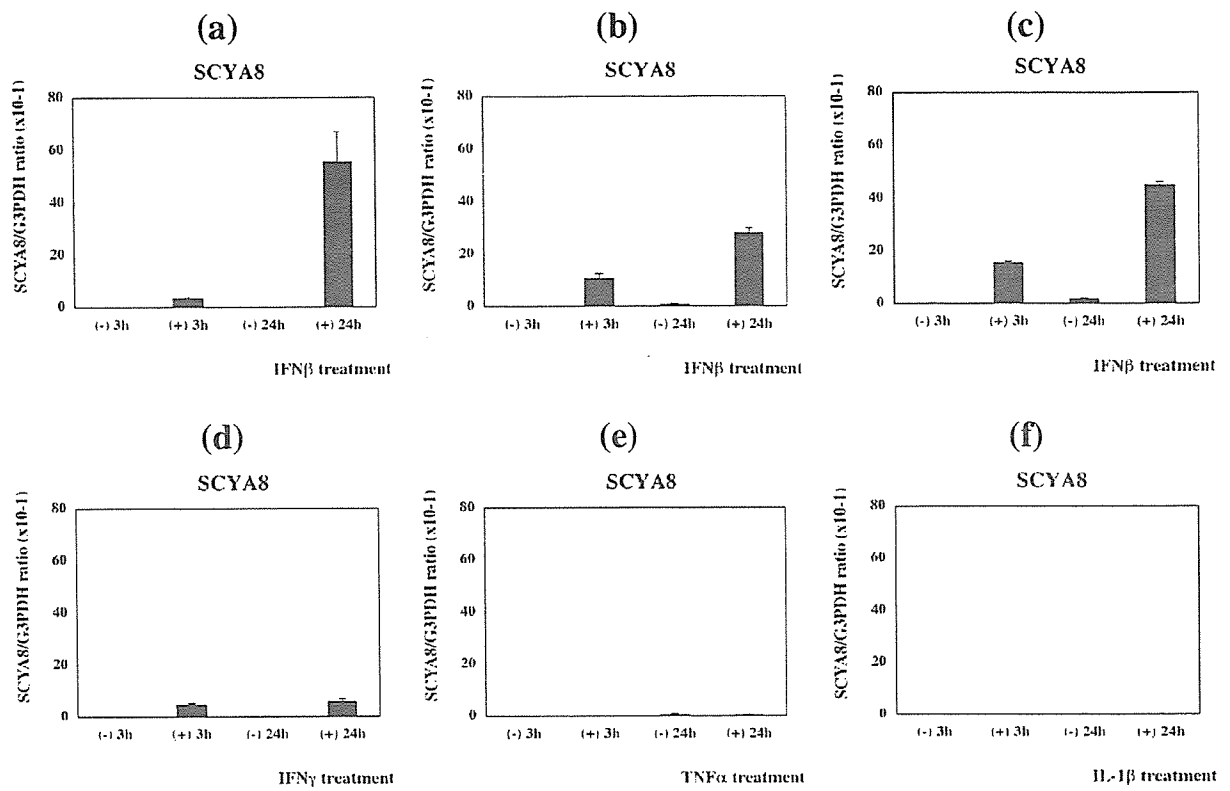 (a)
SCYA8
SCYA8/G3PDH ratio (x10-1)
80
60
40
20
0
(-) 3h (+) 3h (-) 24h (+) 24h
IFNβ treatment
(b)
SCYA8
SCYA8/G3PDH ratio (x10-1)
80
60
40
20
0
(-) 3h (+) 3h (-) 24h (+) 24h
IFNβ treatment
(c)
SCYA8
SCYA8/G3PDH ratio (x10-1)
80
60
40
20
0
(-) 3h (+) 3h (-) 24h (+) 24h
IFNβ treatment
(d)
SCYA8
SCYA8/G3PDH ratio (x10-1)
80
60
40
20
0
(-) 3h (+) 3h (-) 24h (+) 24h
IFNγ treatment
(e)
SCYA8
SCYA8/G3PDH ratio (x10-1)
80
60
40
20
0
(-) 3h (+) 3h (-) 24h (+) 24h
TNFα treatment
(f)
SCYA8
SCYA8/G3PDH ratio (x10-1)
80
60
40
20
0
(-) 3h (+) 3h (-) 24h (+) 24h
IL-1β treatment